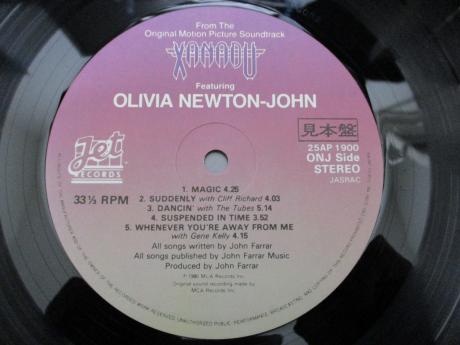 From The
Original Motion Picture Soundtrack
XANADU
Featuring
OLIVIA NEWTON-JOHN
Jet
RECORDS
見本盤
25AP 1900
ONJ Side
STEREO
JASRAC
33⅓ RPM
1. MAGIC 4.25
2. SUDDENLY with Cliff Richard 4.03
3. DANCIN' with The Tubes 5.14
4. SUSPENDED IN TIME 3.52
5. WHENEVER YOU'RE AWAY FROM ME
with Gene Kelly 4.15
All songs written by John Farrar
All songs published by John Farrar Music
Produced by John Farrar
℗ 1980 MCA Records Inc.
Original sound recording made by
MCA Records Inc.